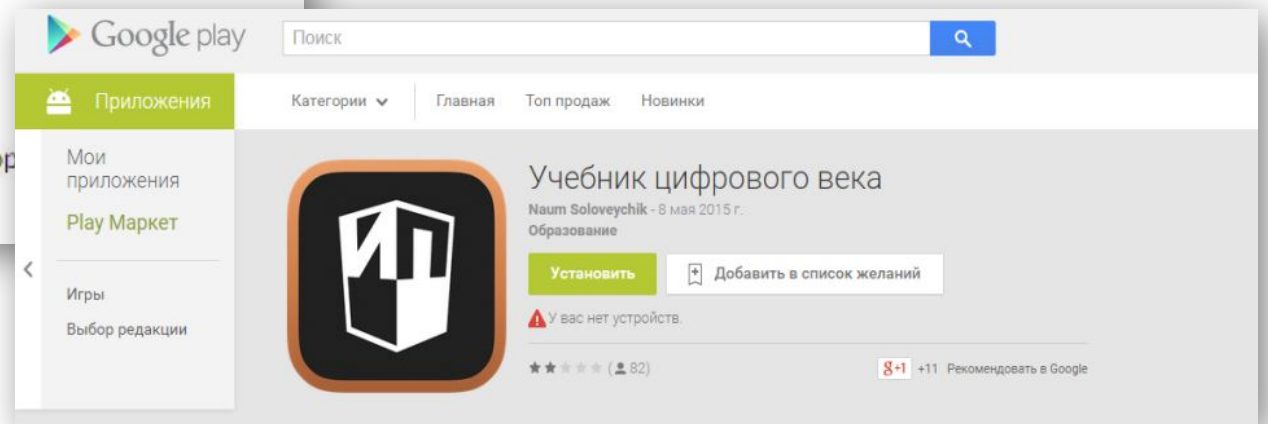 Google play
Поиск
Приложения
Категории
Главная
Топ продаж
Новинки
Мои
приложения
Play Маркет
Игры
Выбор редакции
ИП
Учебник цифрового века
Naum Soloveychik - 8 мая 2015 г.
Образование
Установить
Добавить в список желаний
У вас нет устройств.
(82)
g+1 +11 Рекомендовать в Google